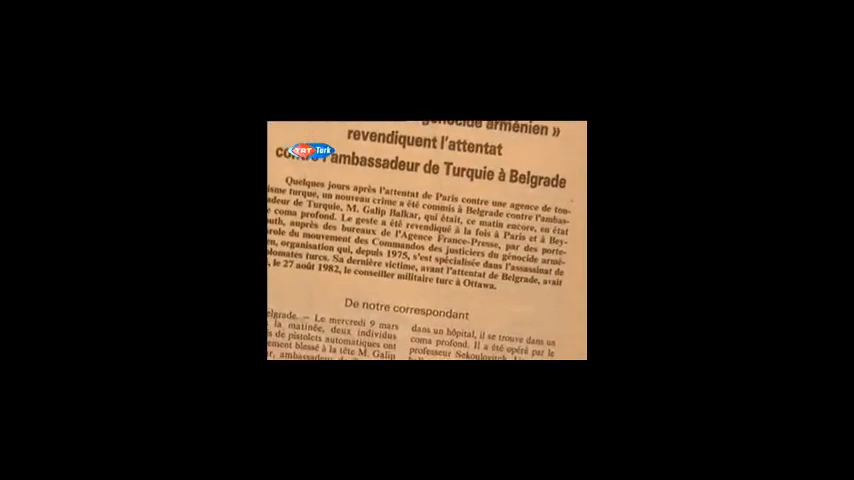 génocide arménien »
revendiquent l'attentat
l'ambassadeur de Turquie à Belgrade
TRT Türk
Quelques jours après l'attentat de Paris contre une agence de tou-
isme turque, un nouveau crime a été commis à Belgrade contre l'ambas-
adeur de Turquie, M. Galip Balkar, qui était, ce matin encore, en état
e coma profond. Le geste a été revendiqué à la fois à Paris et à Bey-
uth, auprès des bureaux de l'Agence France-Presse, par des porte-
arole du mouvement des Commandos des justiciers du génocide armé-
en, organisation qui, depuis 1975, s'est spécialisée dans l'assassinat de
plomates turcs. Sa dernière victime, avant l'attentat de Belgrade, avait
, le 27 août 1982, le conseiller militaire turc à Ottawa.
De notre correspondant
elgrade. – Le mercredi 9 mars
la matinée, deux individus
s de pistolets automatiques ont
ement blessé à la tête M. Galip
ar, ambassadeur de
dans un hôpital, il se trouve dans un
coma profond. Il a été opéré par le
professeur Sekoulovitch.